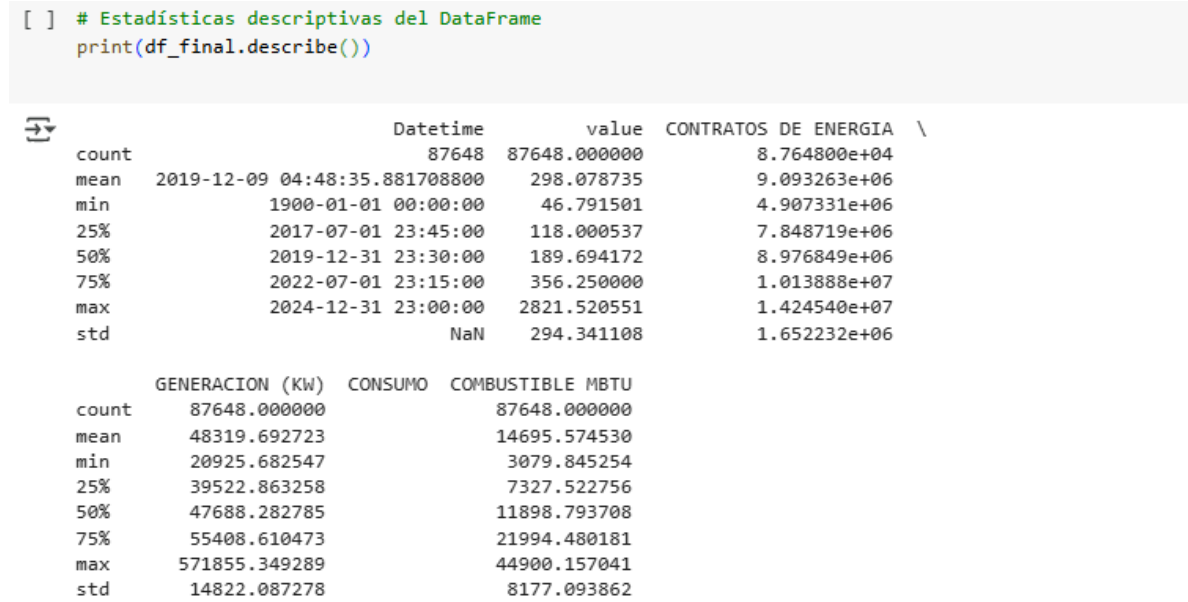 [ ] # Estadísticas descriptivas del DataFrame
print(df_final.describe())
Datetime value CONTRATOS DE ENERGIA \
count 87648 87648.000000 8.764800e+04
mean 2019-12-09 04:48:35.881708800 298.078735 9.093263e+06
min 1900-01-01 00:00:00 46.791501 4.907331e+06
25% 2017-07-01 23:45:00 118.000537 7.848719e+06
50% 2019-12-31 23:30:00 189.694172 8.976849e+06
75% 2022-07-01 23:15:00 356.250000 1.013888e+07
max 2024-12-31 23:00:00 2821.520551 1.424540e+07
std NaN 294.341108 1.652232e+06
GENERACION (KW) CONSUMO COMBUSTIBLE MBTU
count 87648.000000 87648.000000
mean 48319.692723 14695.574530
min 20925.682547 3079.845254
25% 39522.863258 7327.522756
50% 47688.282785 11898.793708
75% 55408.610473 21994.480181
max 571855.349289 44900.157041
std 14822.087278 8177.093862